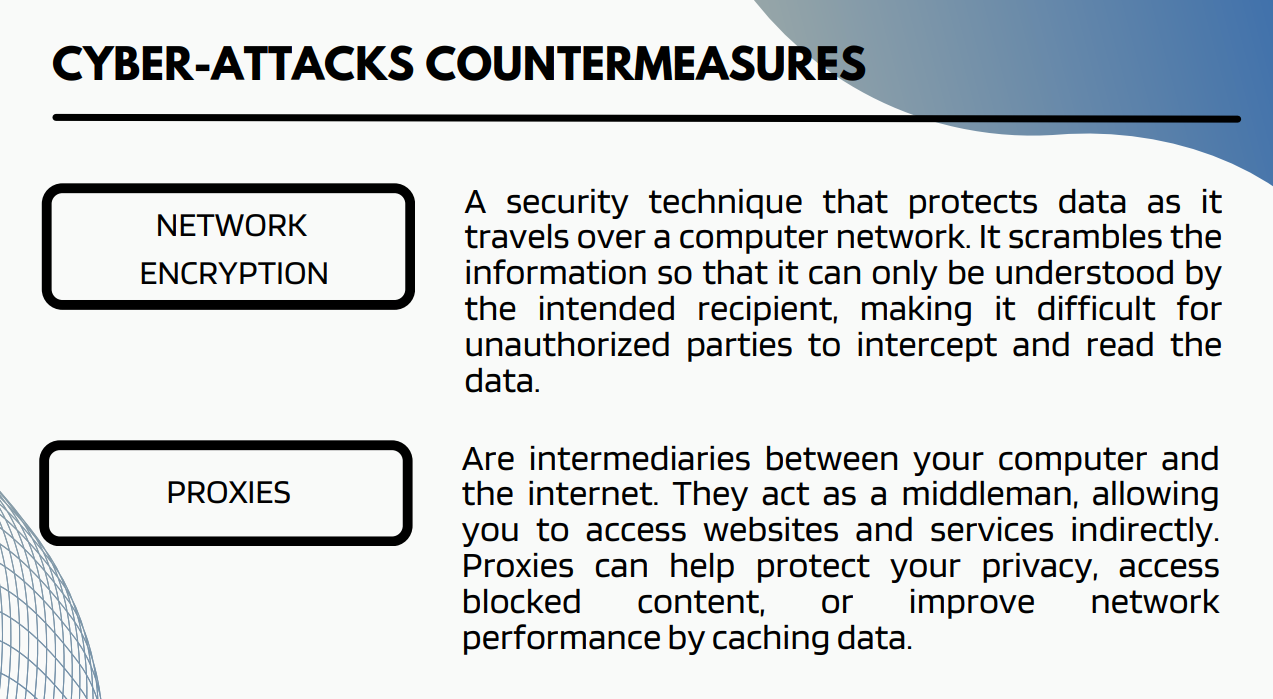 CYBER-ATTACKS COUNTERMEASURES
NETWORK
ENCRYPTION
A security technique that protects data as it
travels over a computer network. It scrambles the
information so that it can only be understood by
the intended recipient, making it difficult for
unauthorized parties to intercept and read the
data.
PROXIES
Are intermediaries between your computer and
the internet. They act as a middleman, allowing
you to access websites and services indirectly.
Proxies can help protect your privacy, access
blocked content, or improve network
performance by caching data.